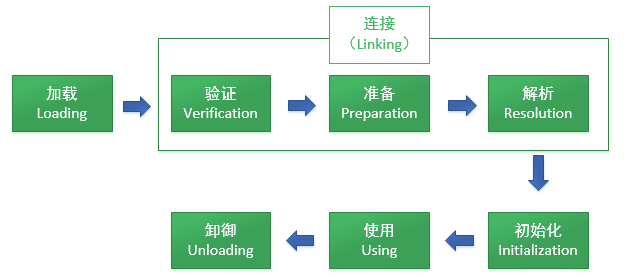 连接
（Linking）
加载
Loading
验证
Verification
准备
Preparation
解析
Resolution
初始化
Initialization
使用
Using
卸御
Unloading